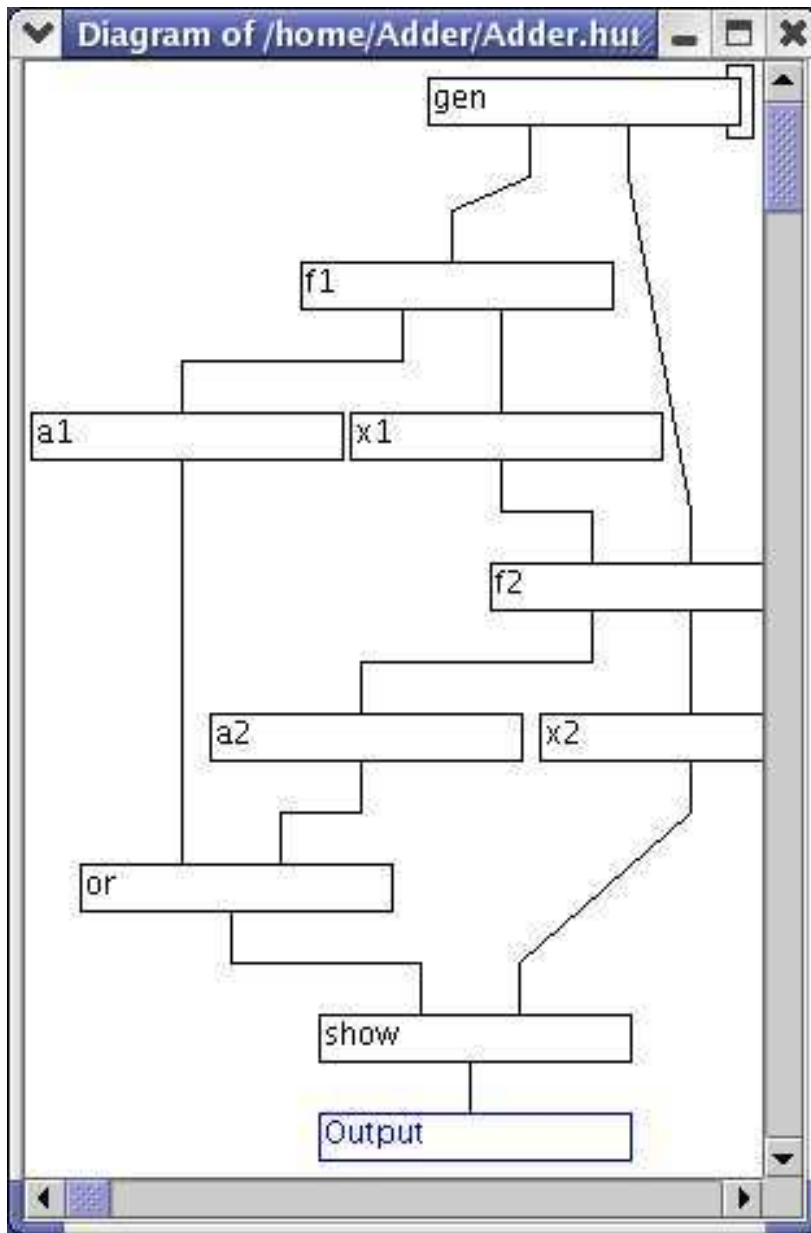 Diagram of /home/Adder/Adder.hu
gen
f1
a1
x1
f2
a2
x2
or
show
Output